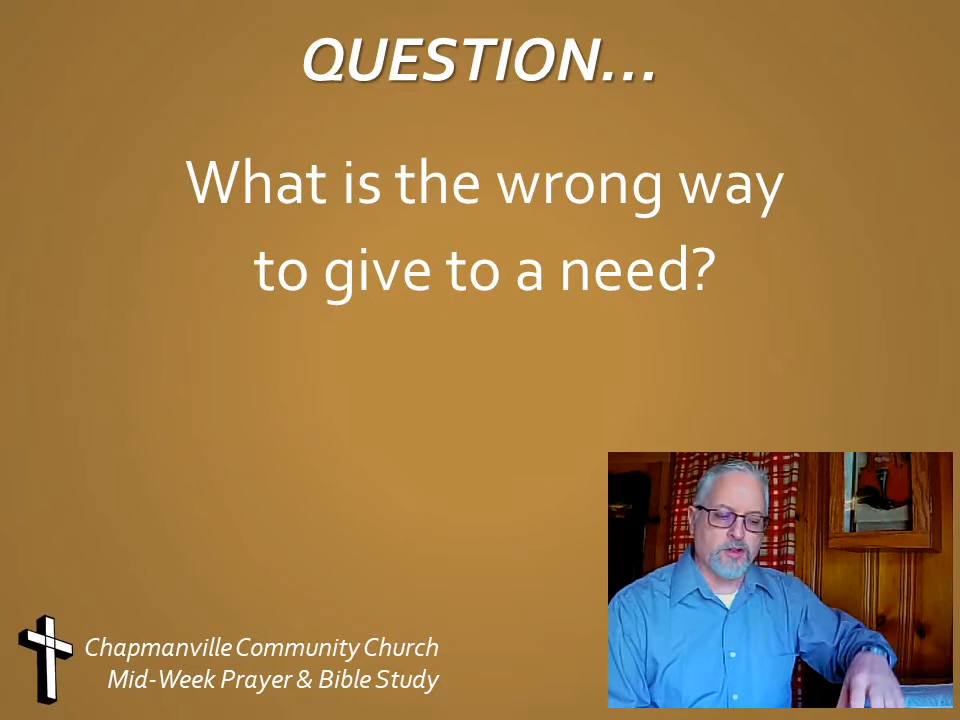 QUESTION...
What is the wrong way
to give to a need?
Chapmanville Community Church
Mid-Week Prayer & Bible Study